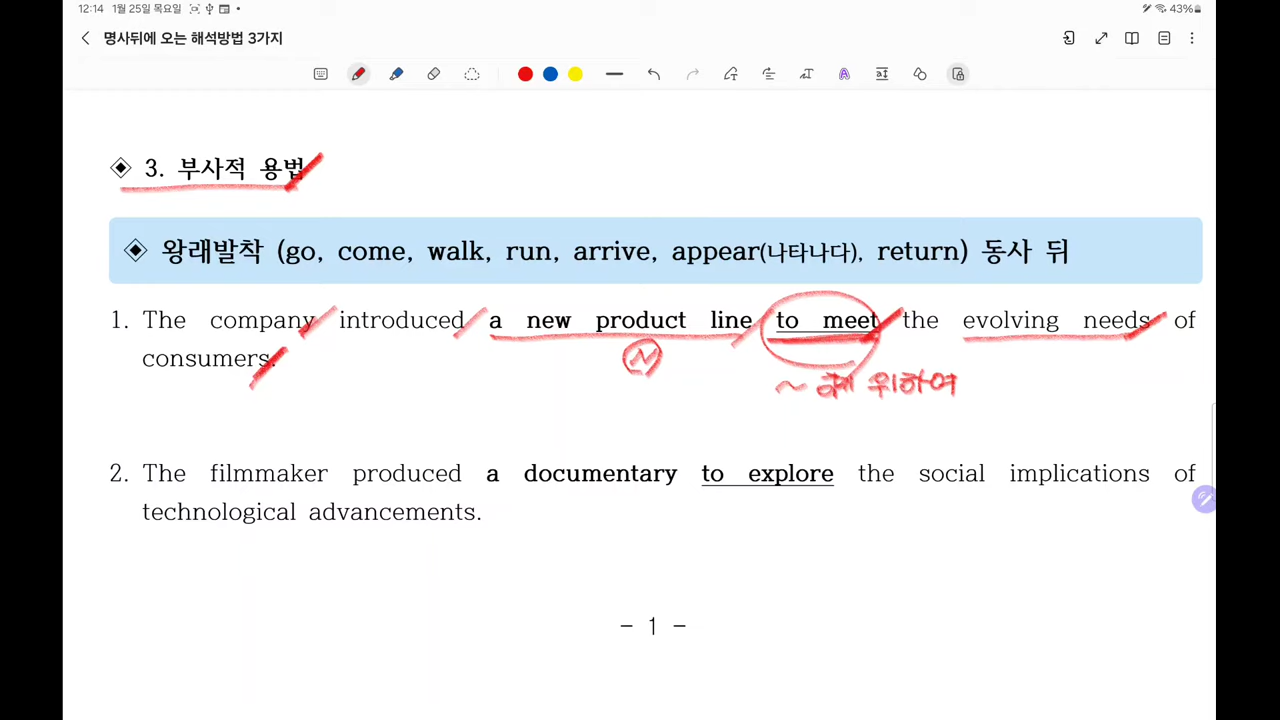 12:14 1월 25일 목요일
43%
명사뒤에 오는 해석방법 3가지
◈ 3. 부사적 용법
◈ 왕래발착 (go, come, walk, run, arrive, appear(나타나다), return) 동사 뒤
1. The company introduced a new product line to meet the evolving needs of
consumers.
N
~ 하기 위하여
2. The filmmaker produced a documentary to explore the social implications of
technological advancements.
- 1 -